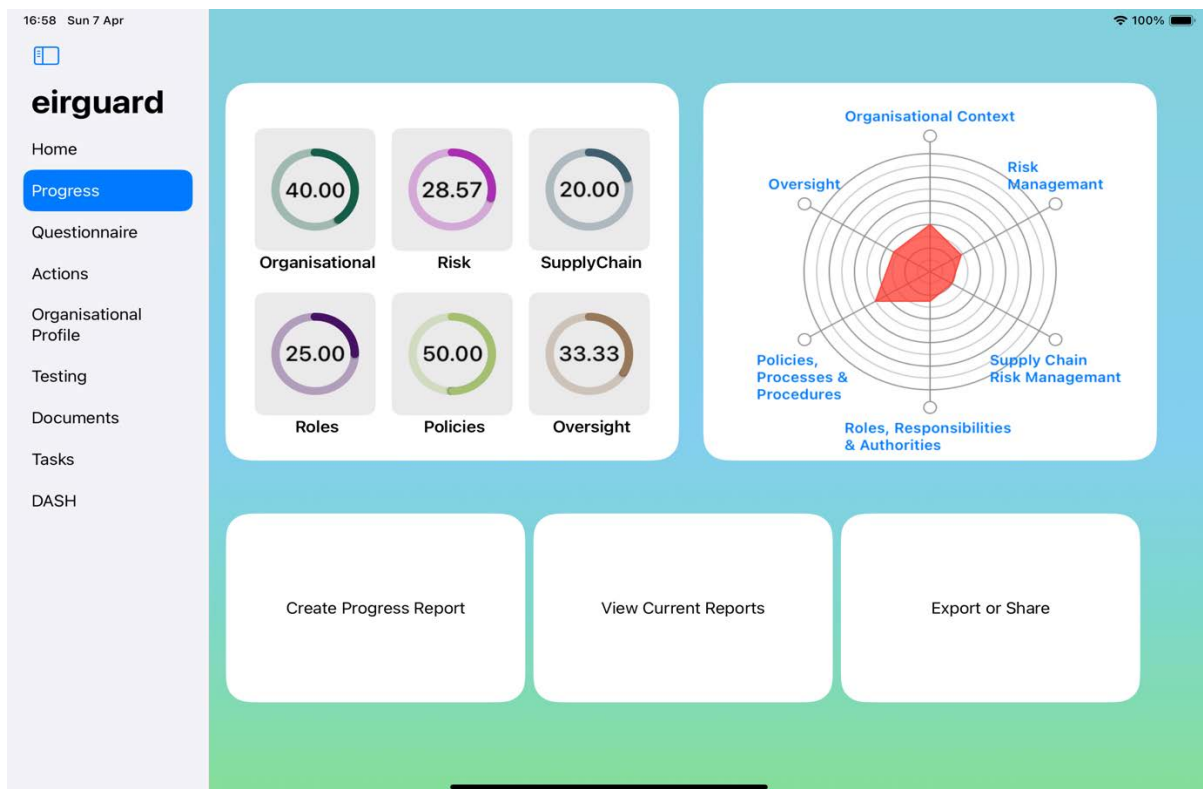 16:58 Sun 7 Apr
100%
eirguard
Home
Progress
Questionnaire
Actions
Organisational
Profile
Testing
Documents
Tasks
DASH
40.00
28.57
20.00
Organisational
Risk
SupplyChain
25.00
50.00
33.33
Roles
Policies
Oversight
Organisational Context
Risk
Managemant
Oversight
Policies,
Processes &
Procedures
Supply Chain
Risk Managemant
Roles, Responsibilities
& Authorities
Create Progress Report
View Current Reports
Export or Share